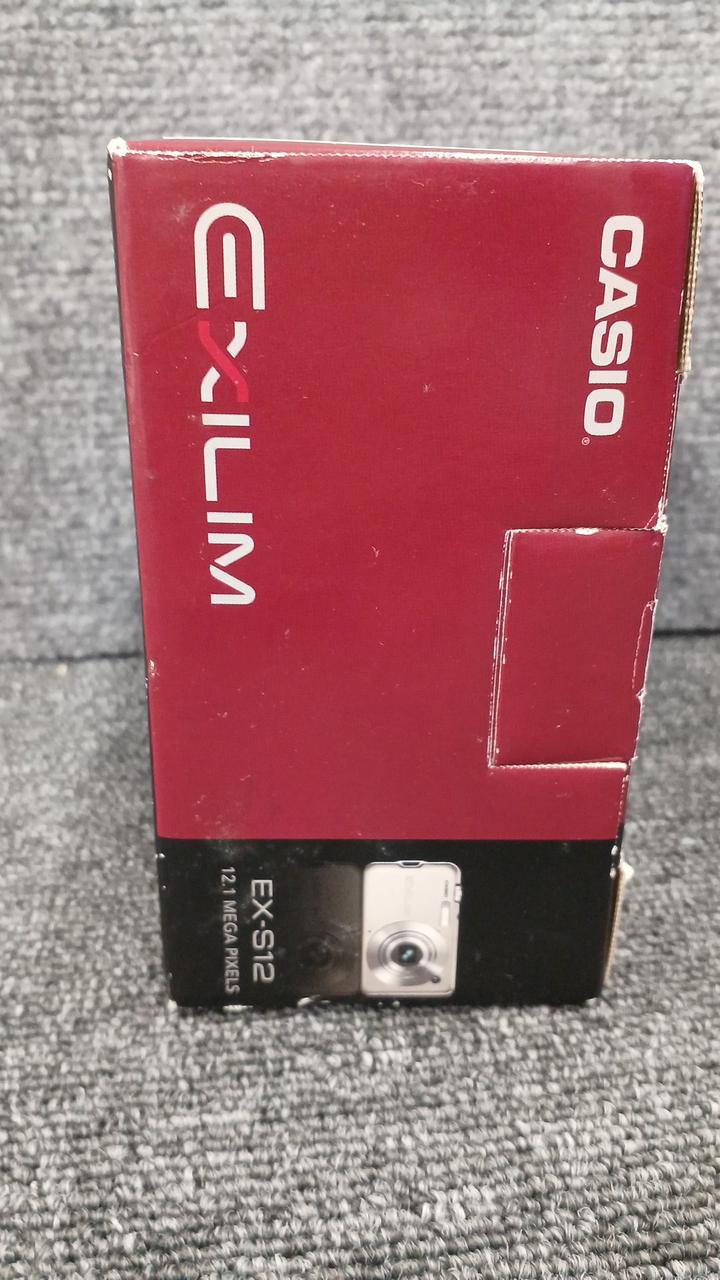 CASIO®
EXILIM
EX-S12
12.1 MEGA PIXELS